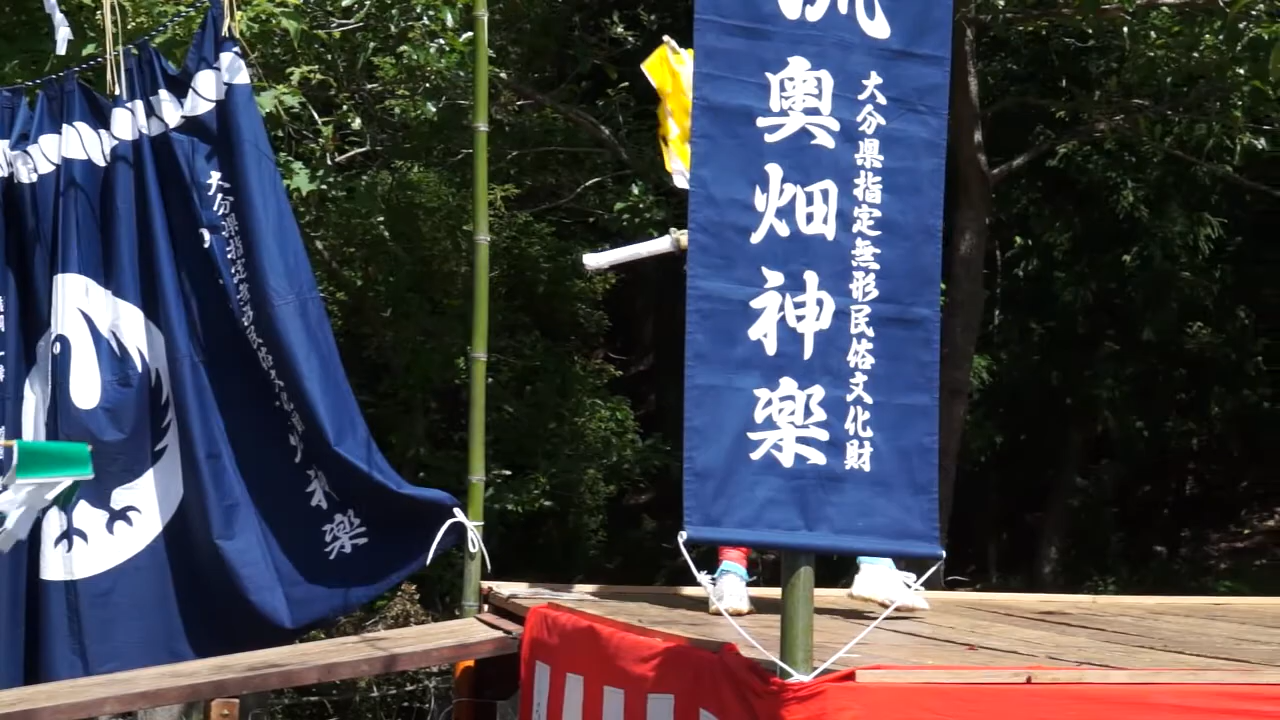 大分県指定無形民俗文化財
流奥畑神楽
大分県指定無形民俗文化財
神楽